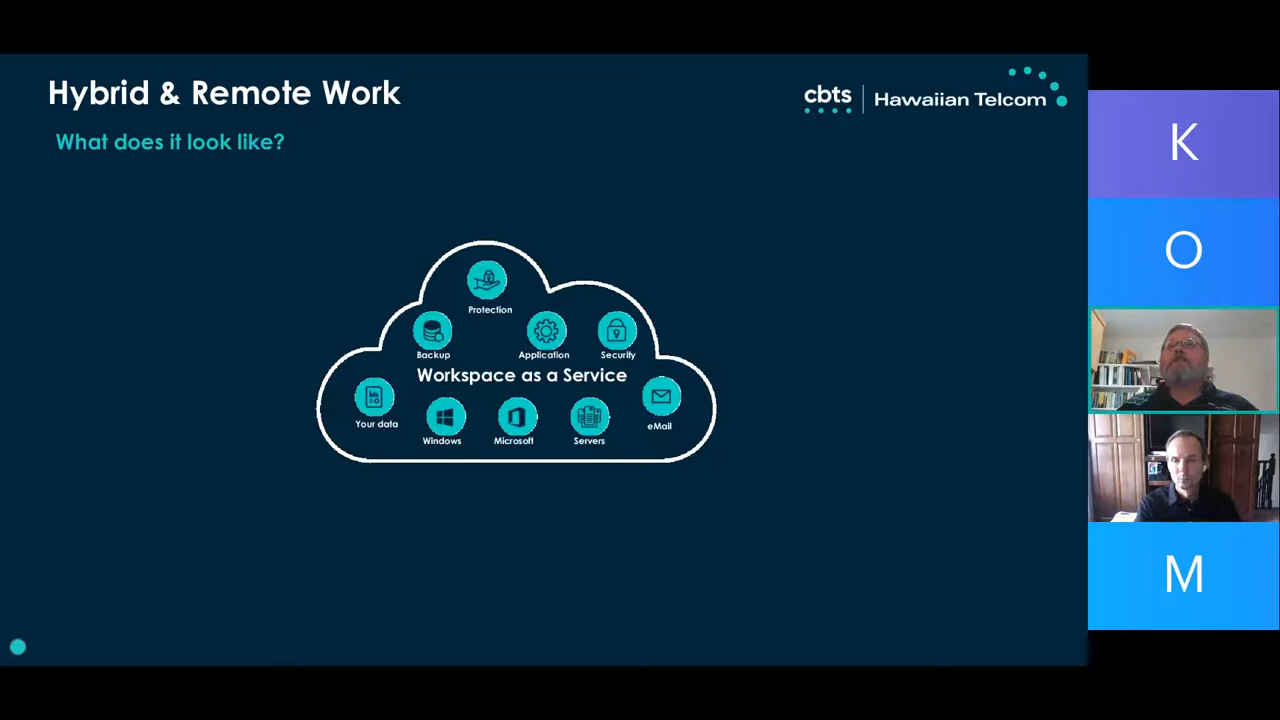 Hybrid & Remote Work
What does it look like?
cbts | Hawaiian Telcom
Protection
Backup
Application
Security
Workspace as a Service
Your data
Windows
Microsoft
Servers
eMail
K
O
M